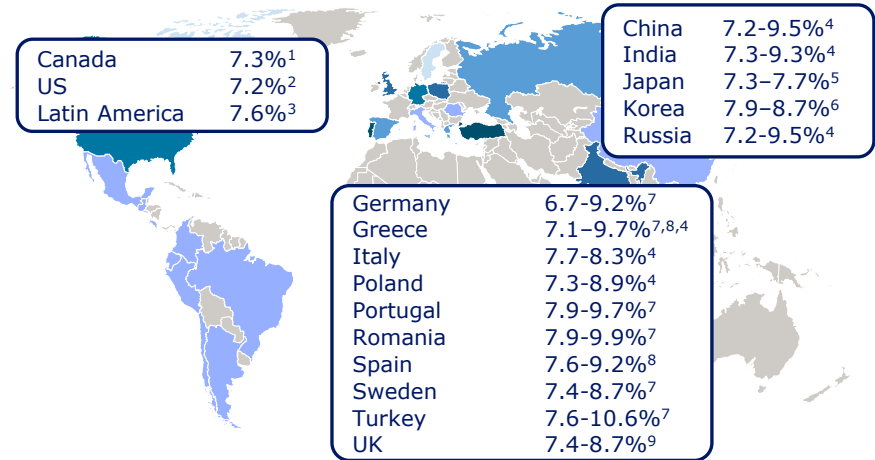 Canada 7.3%¹
US 7.2%²
Latin America 7.6%³
China 7.2-9.5%⁴
India 7.3-9.3%⁴
Japan 7.3–7.7%⁵
Korea 7.9–8.7%⁶
Russia 7.2-9.5%⁴
Germany 6.7-9.2%⁷
Greece 7.1–9.7%⁷,⁸,⁴
Italy 7.7-8.3%⁴
Poland 7.3-8.9%⁴
Portugal 7.9-9.7%⁷
Romania 7.9-9.9%⁷
Spain 7.6-9.2%⁸
Sweden 7.4-8.7%⁷
Turkey 7.6-10.6%⁷
UK 7.4-8.7%⁹